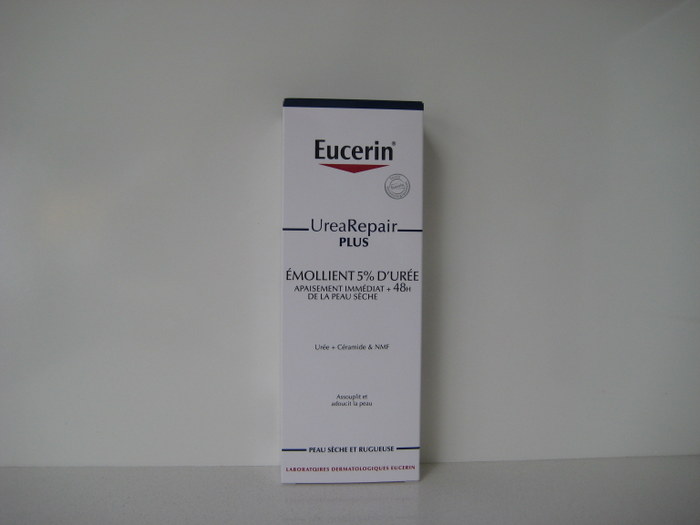 Eucerin®
UreaRepair
PLUS
ÉMOLLIENT 5% D'URÉE
APAISEMENT IMMÉDIAT + 48H
DE LA PEAU SÈCHE
Urée + Céramide & NMF
Assouplit et
adoucit la peau
PEAU SÈCHE ET RUGUEUSE
LABORATOIRES DERMATOLOGIQUES EUCERIN